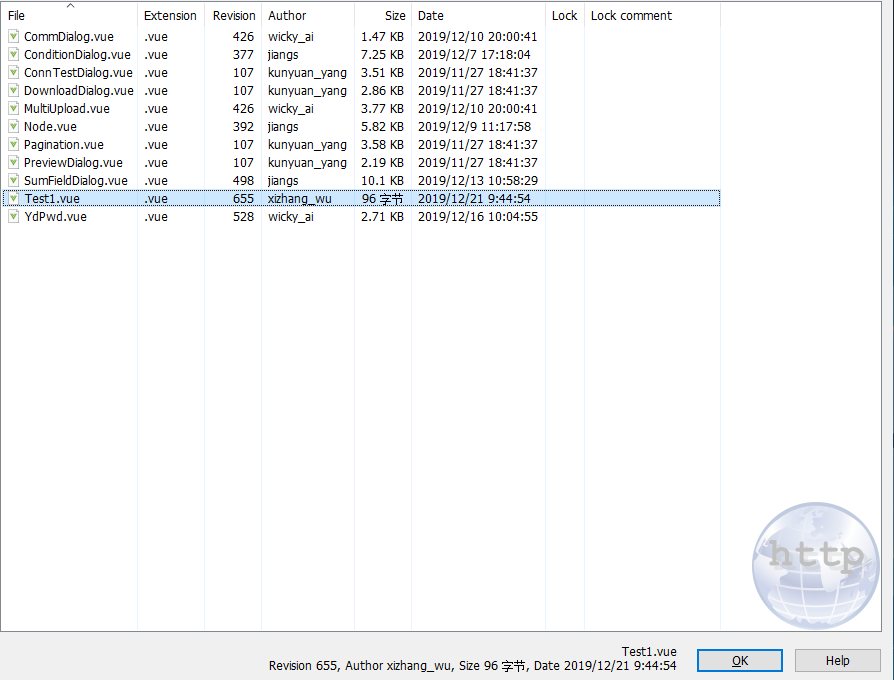 File Extension Revision Author Size Date Lock Lock comment
CommDialog.vue .vue 426 wicky_ai 1.47 KB 2019/12/10 20:00:41
ConditionDialog.vue .vue 377 jiangs 7.25 KB 2019/12/7 17:18:04
ConnTestDialog.vue .vue 107 kunyuan_yang 3.51 KB 2019/11/27 18:41:37
DownloadDialog.vue .vue 107 kunyuan_yang 2.86 KB 2019/11/27 18:41:37
MultiUpload.vue .vue 426 wicky_ai 3.77 KB 2019/12/10 20:00:41
Node.vue .vue 392 jiangs 5.82 KB 2019/12/9 11:17:58
Pagination.vue .vue 107 kunyuan_yang 3.58 KB 2019/11/27 18:41:37
PreviewDialog.vue .vue 107 kunyuan_yang 2.19 KB 2019/11/27 18:41:37
SumFieldDialog.vue .vue 498 jiangs 10.1 KB 2019/12/13 10:58:29
Test1.vue .vue 655 xizhang_wu 96 字节 2019/12/21 9:44:54
YdPwd.vue .vue 528 wicky_ai 2.71 KB 2019/12/16 10:04:55
http
Test1.vue
Revision 655, Author xizhang_wu, Size 96 字节, Date 2019/12/21 9:44:54
OK Help